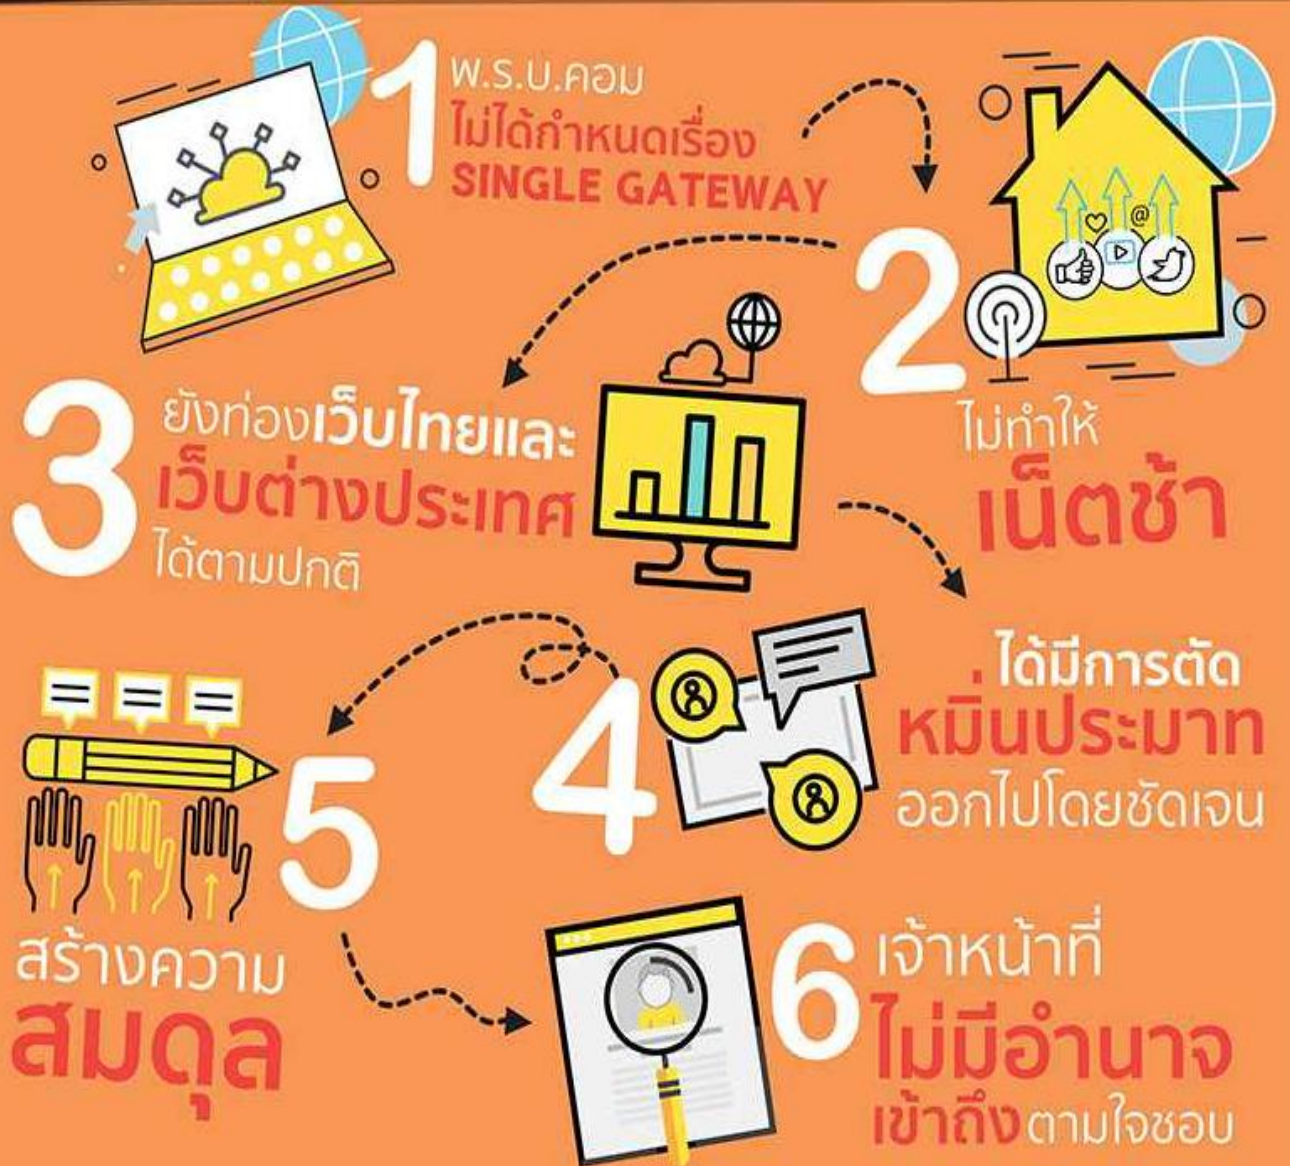 1
พ.ร.บ.คอม
ไม่ได้กำหนดเรื่อง
SINGLE GATEWAY
@
2
ไม่ทำให้
เน็ตช้า
3
ยังท่องเว็บไทยและ
เว็บต่างประเทศ
ได้ตามปกติ
4
ได้มีการตัด
หมิ่นประมาท
ออกไปโดยชัดเจน
5
สร้างความ
สมดุล
6
เจ้าหน้าที่
ไม่มีอำนาจ
เข้าถึงตามใจชอบ